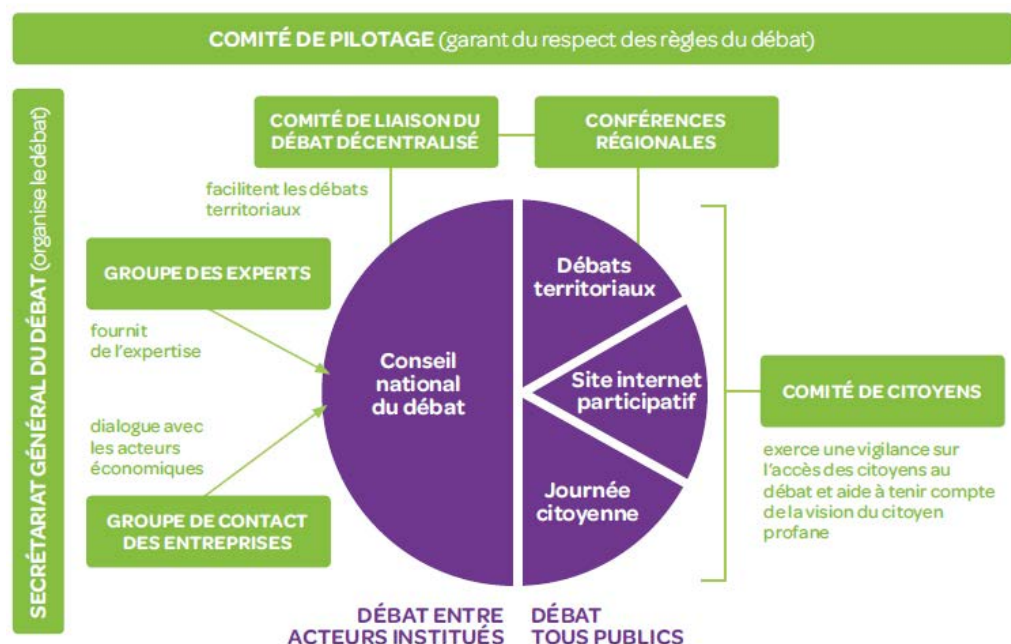 COMITÉ DE PILOTAGE (garant du respect des règles du débat)
SECRÉTARIAT GÉNÉRAL DU DÉBAT (organise le débat)
COMITÉ DE LIAISON DU
DÉBAT DÉCENTRALISÉ
CONFÉRENCES
RÉGIONALES
facilitent les débats
territoriaux
GROUPE DES EXPERTS
fournit
de l'expertise
dialogue avec
les acteurs
économiques
GROUPE DE CONTACT
DES ENTREPRISES
Conseil
national
du débat
Débats
territoriaux
Site internet
participatif
Journée
citoyenne
COMITÉ DE CITOYENS
exerce une vigilance sur
l'accès des citoyens au
débat et aide à tenir compte
de la vision du citoyen
profane
DÉBAT ENTRE
ACTEURS INSTITUÉS
DÉBAT
TOUS PUBLICS